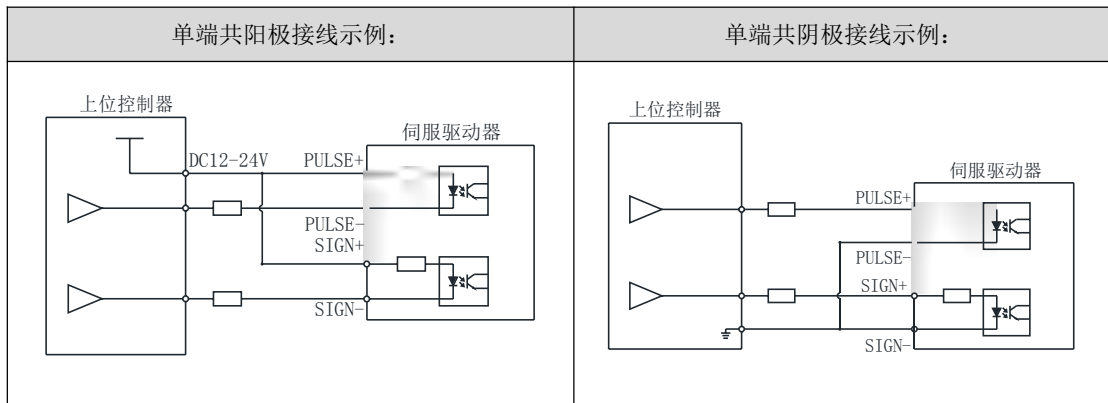 单端共阳极接线示例：
单端共阴极接线示例：
上位控制器
伺服驱动器
DC12-24V
PULSE+
PULSE-
SIGN+
SIGN-
上位控制器
伺服驱动器
PULSE+
PULSE-
SIGN+
SIGN-